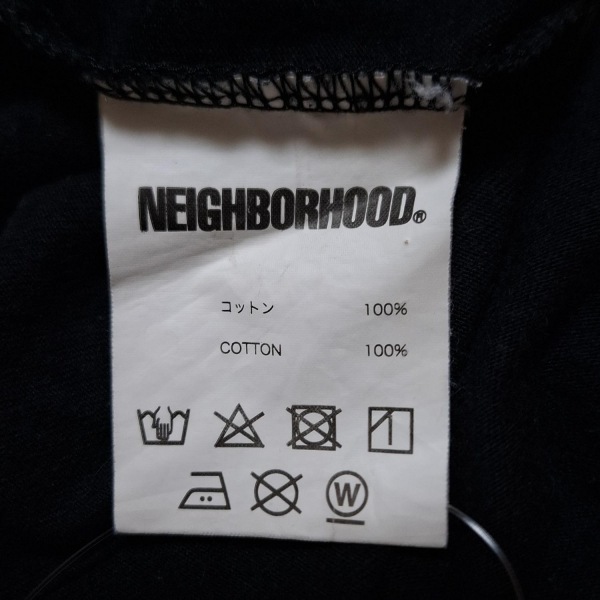 NEIGHBORHOOD®
コットン 100%
COTTON 100%
W